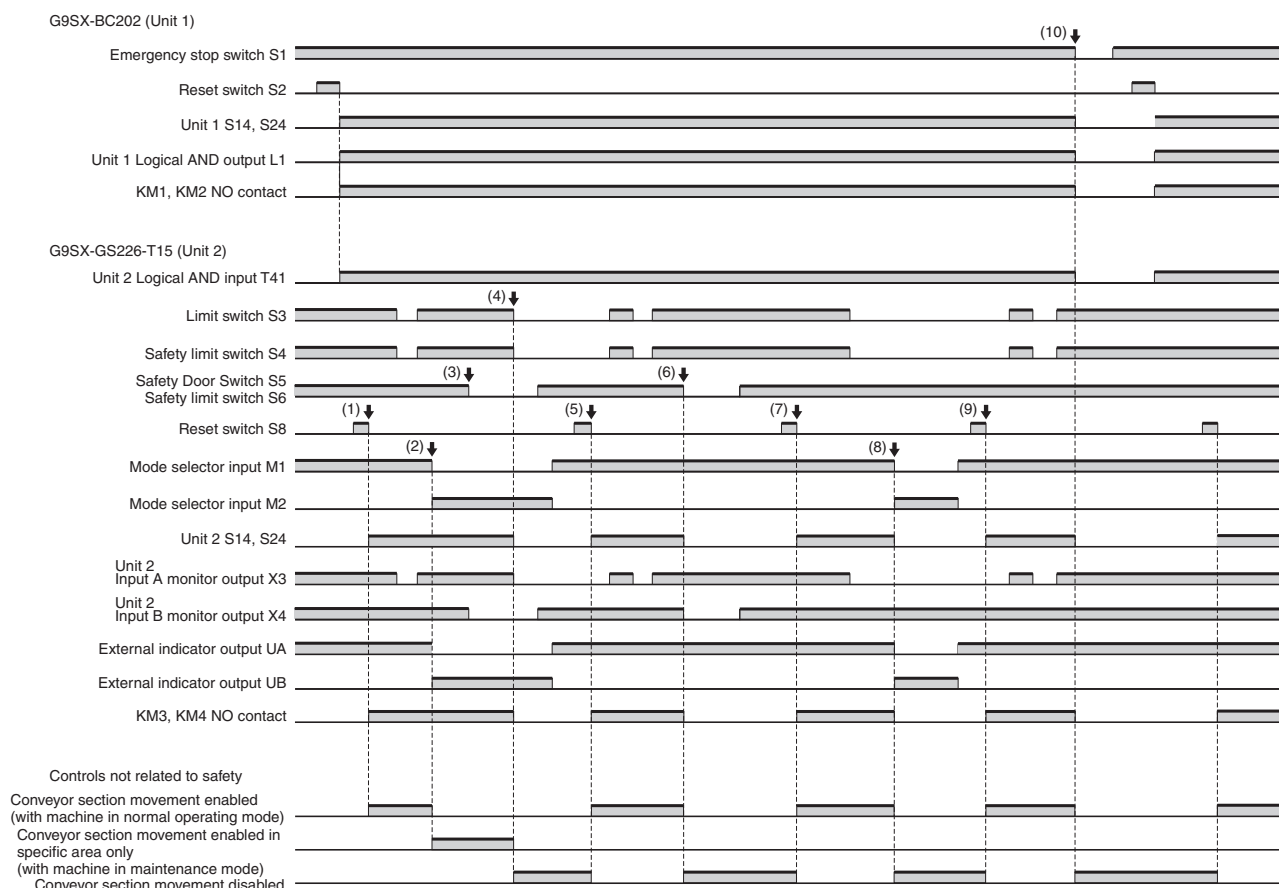 G9SX-BC202 (Unit 1)
(10)
Emergency stop switch S1
Reset switch S2
Unit 1 S14, S24
Unit 1 Logical AND output L1
KM1, KM2 NO contact
G9SX-GS226-T15 (Unit 2)
Unit 2 Logical AND input T41
(4)
Limit switch S3
Safety limit switch S4
(3)
(6)
Safety Door Switch S5
Safety limit switch S6
(1)
(5)
(7)
(9)
Reset switch S8
(2)
(8)
Mode selector input M1
Mode selector input M2
Unit 2 S14, S24
Unit 2
Input A monitor output X3
Unit 2
Input B monitor output X4
External indicator output UA
External indicator output UB
KM3, KM4 NO contact
Controls not related to safety
Conveyor section movement enabled
(with machine in normal operating mode)
Conveyor section movement enabled in
specific area only
(with machine in maintenance mode)
Conveyor section movement disabled